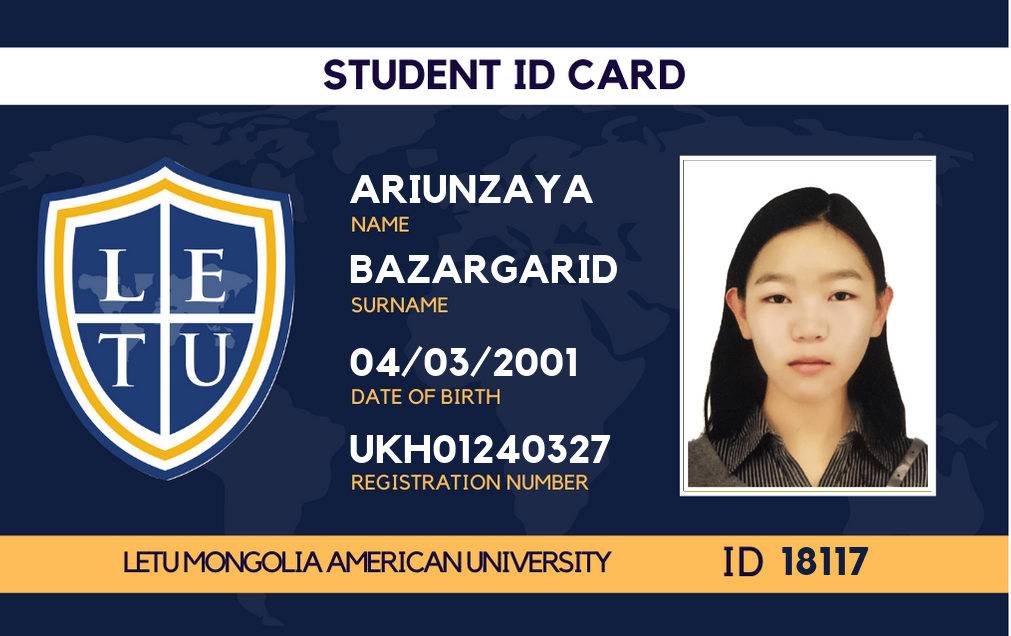 STUDENT ID CARD
L E
T U
ARIUNZAYA
NAME
BAZARGARID
SURNAME
04/03/2001
DATE OF BIRTH
UKH01240327
REGISTRATION NUMBER
LETU MONGOLIA AMERICAN UNIVERSITY
ID 18117